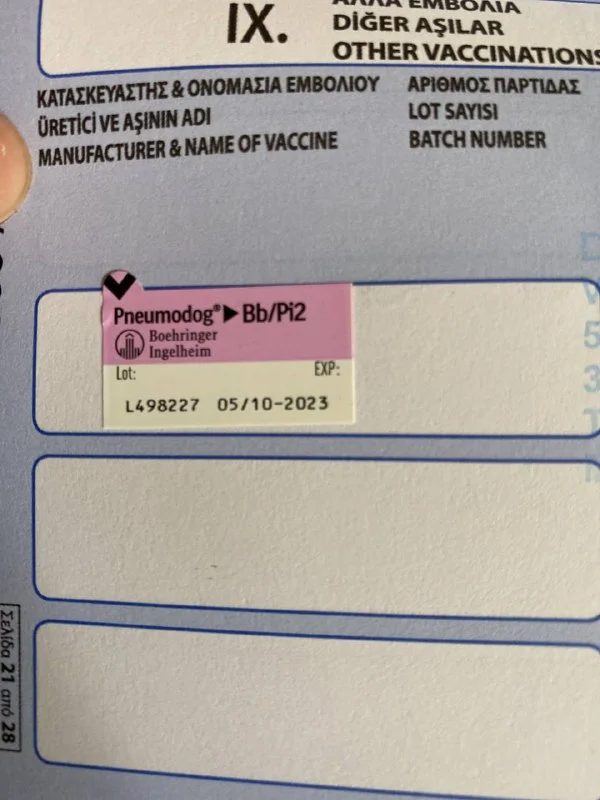 IX.
ΑΛΛΑ ΕΜΒΟΛΙΑ
DİĞER AŞILAR
OTHER VACCINATIONS
ΚΑΤΑΣΚΕΥΑΣΤΗΣ & ΟΝΟΜΑΣΙΑ ΕΜΒΟΛΙΟΥ
ÜRETİCİ VE AŞININ ADI
MANUFACTURER & NAME OF VACCINE
ΑΡΙΘΜΟΣ ΠΑΡΤΙΔΑΣ
LOT SAYISI
BATCH NUMBER
Pneumodog® ▶ Bb/Pi2
Boehringer
Ingelheim
Lot: EXP:
L498227 05/10-2023
Σελίδα 21 από 28